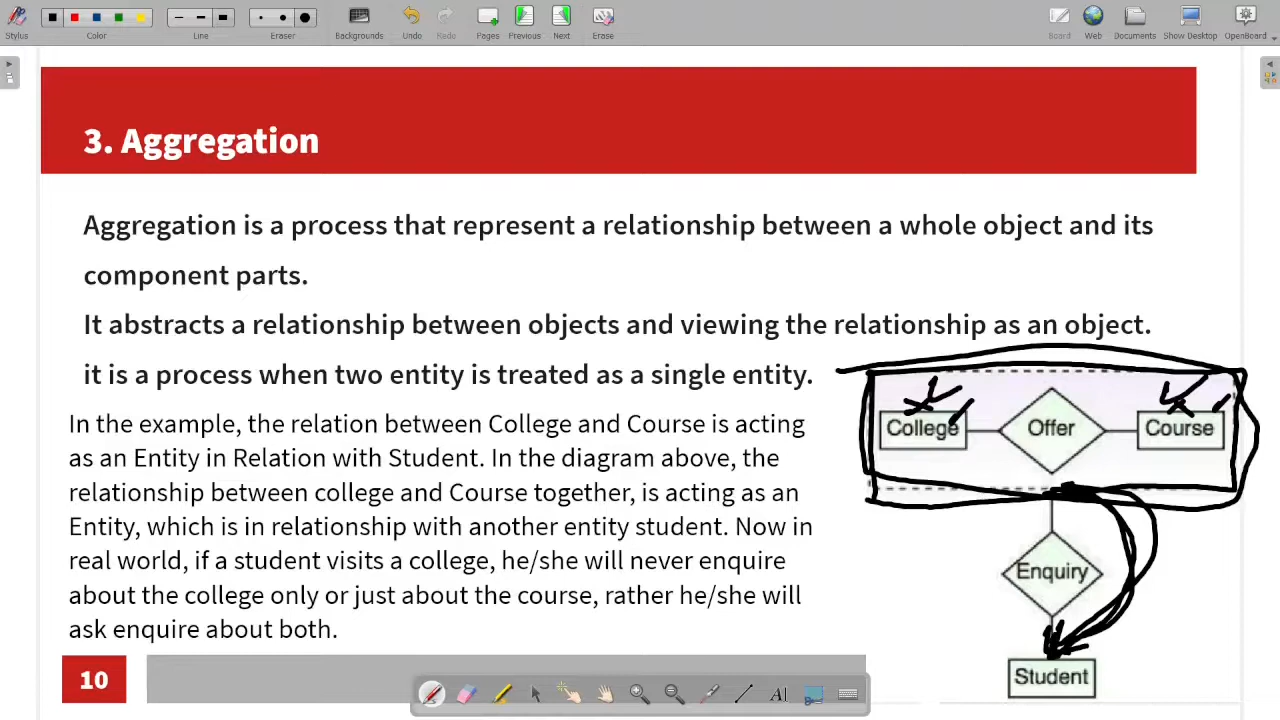 Stylus Color Line Eraser Backgrounds Undo Redo Pages Previous Next Erase Board Web Documents Show Desktop OpenBoard
3. Aggregation
Aggregation is a process that represent a relationship between a whole object and its
component parts.
It abstracts a relationship between objects and viewing the relationship as an object.
it is a process when two entity is treated as a single entity.
In the example, the relation between College and Course is acting
as an Entity in Relation with Student. In the diagram above, the
relationship between college and Course together, is acting as an
Entity, which is in relationship with another entity student. Now in
real world, if a student visits a college, he/she will never enquire
about the college only or just about the course, rather he/she will
ask enquire about both.
College Offer Course
Enquiry
Student
10
AI